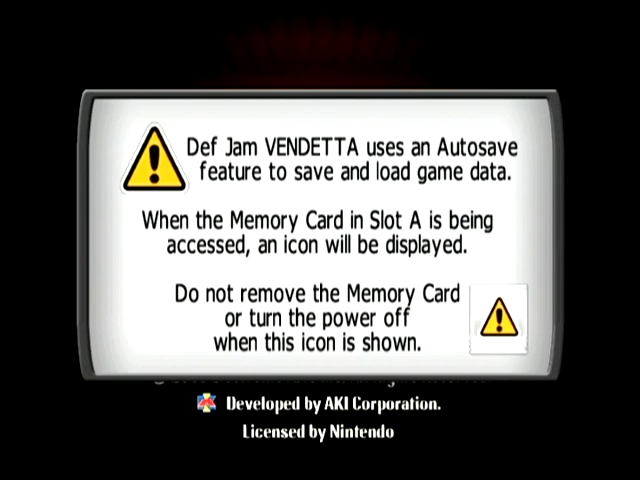 Def Jam VENDETTA uses an Autosave
feature to save and load game data.
When the Memory Card in Slot A is being
accessed, an icon will be displayed.
Do not remove the Memory Card
or turn the power off
when this icon is shown.
Developed by AKI Corporation.
Licensed by Nintendo